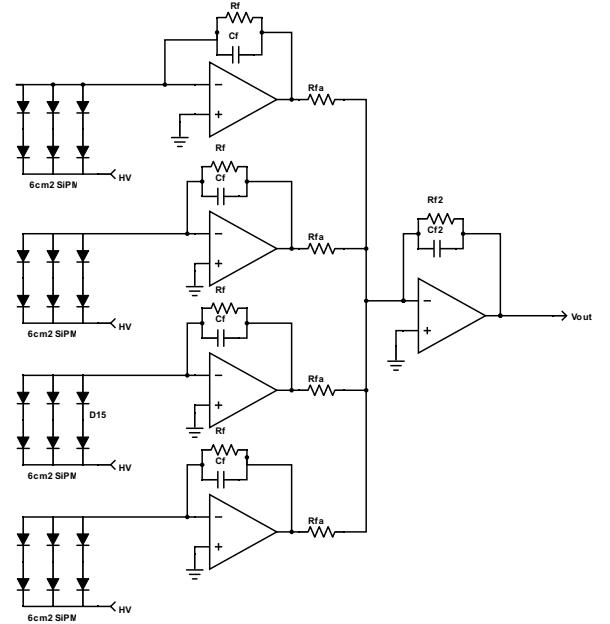 Rf
Cf
−
+
Rfa
HV
6cm2 SiPM
Rf
Cf
−
+
Rfa
HV
6cm2 SiPM
Rf2
Cf2
−
+
Vout
Rf
Cf
−
+
Rfa
D15
HV
6cm2 SiPM
Rf
Cf
−
+
Rfa
HV
6cm2 SiPM